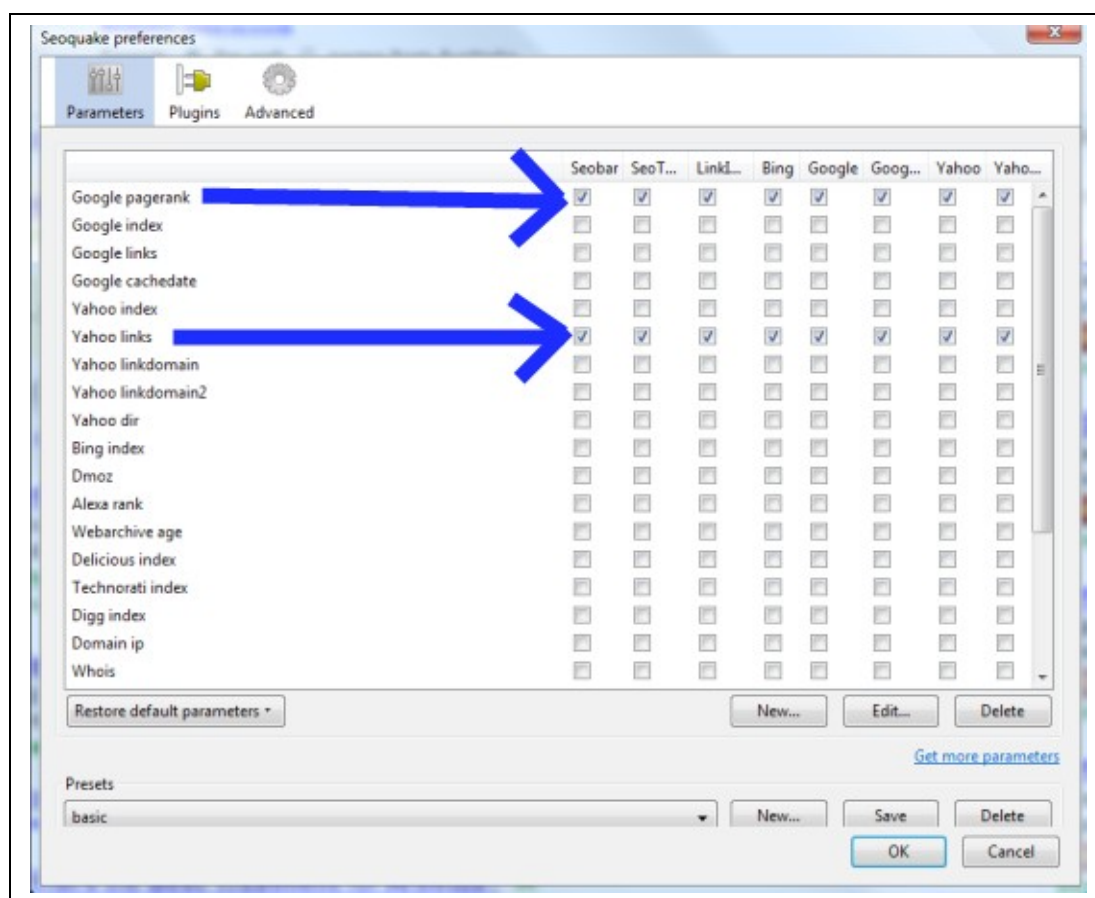 Seoquake preferences
Parameters Plugins Advanced
Seobar SeoT... LinkI... Bing Google Goog... Yahoo Yaho...
Google pagerank
Google index
Google links
Google cachedate
Yahoo index
Yahoo links
Yahoo linkdomain
Yahoo linkdomain2
Yahoo dir
Bing index
Dmoz
Alexa rank
Webarchive age
Delicious index
Technorati index
Digg index
Domain ip
Whois
Restore default parameters New... Edit... Delete
Get more parameters
Presets
basic New... Save Delete
OK Cancel